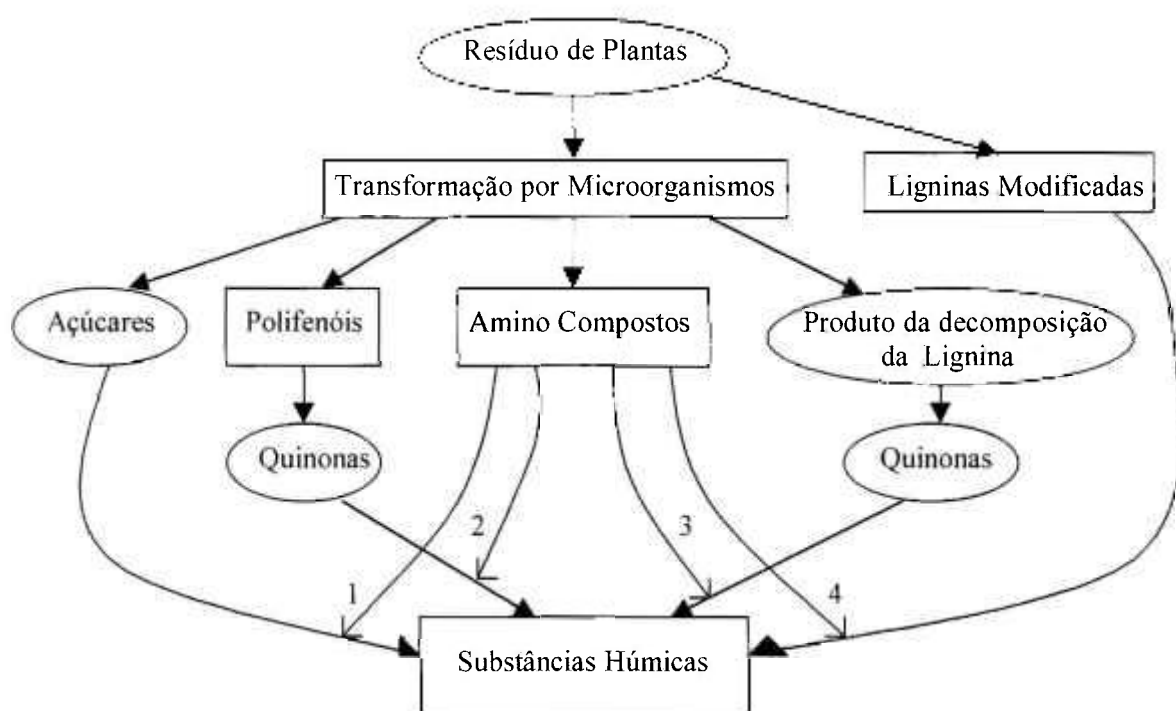 Resíduo de Plantas
Transformação por Microorganismos
Ligninas Modificadas
Açúcares
Polifenóis
Amino Compostos
Produto da decomposição
da Lignina
Quinonas
Quinonas
1
2
3
4
Substâncias Húmicas